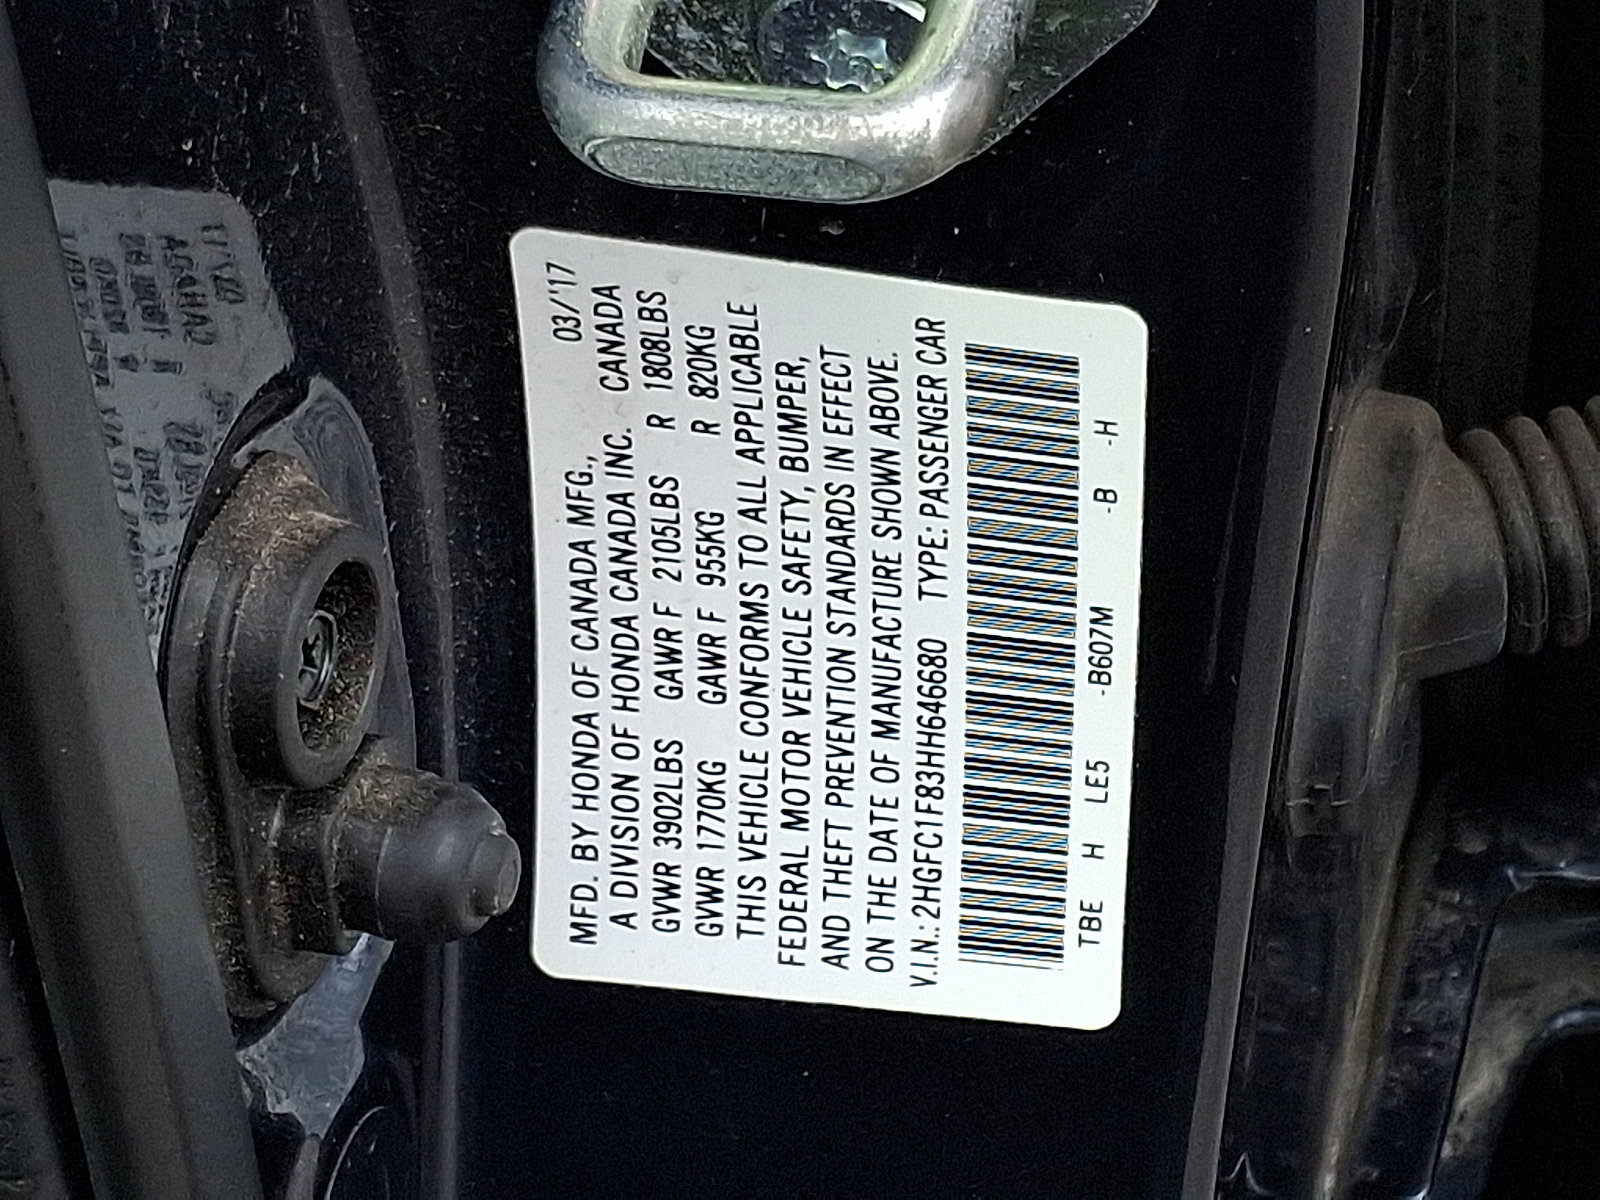 MFD. BY HONDA OF CANADA MFG., 03/'17
A DIVISION OF HONDA CANADA INC. CANADA
GVWR 3902LBS GAWR F 2105LBS R 1808LBS
GVWR 1770KG GAWR F 955KG R 820KG
THIS VEHICLE CONFORMS TO ALL APPLICABLE
FEDERAL MOTOR VEHICLE SAFETY, BUMPER,
AND THEFT PREVENTION STANDARDS IN EFFECT
ON THE DATE OF MANUFACTURE SHOWN ABOVE.
V.I.N.: 2HGFC1F83HH646680 TYPE: PASSENGER CAR
TBE H LE5 -B607M -B -H